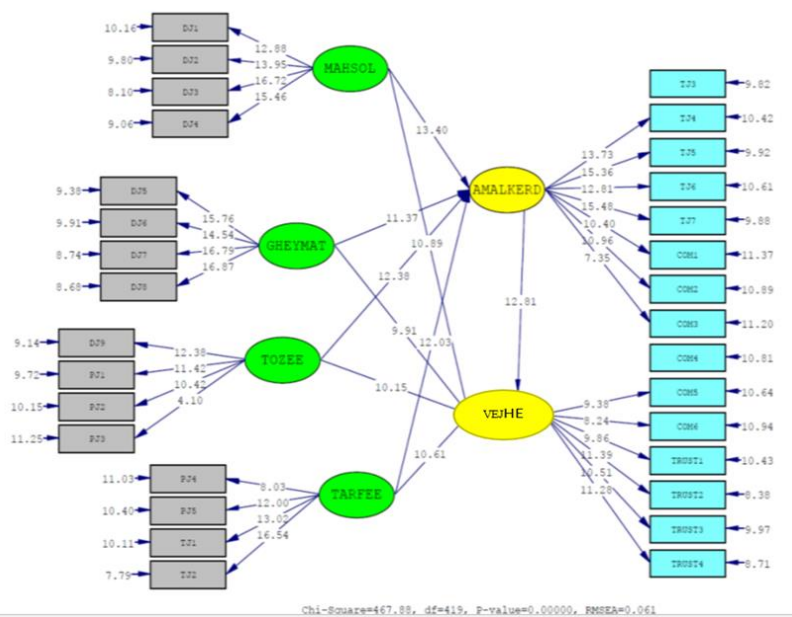 10.16 DJ1
9.80 DJ2
8.10 DJ3
9.06 DJ4
12.88
13.95
16.72
15.46
MAHSOL
9.38 DJ5
9.91 DJ6
8.74 DJ7
8.68 DJ8
15.76
14.54
16.79
16.87
GHEYMAT
9.14 DJ9
9.72 PJ1
10.15 PJ2
11.25 PJ3
12.38
11.42
10.42
4.10
TOZEE
11.03 PJ4
10.40 PJ5
10.11 TJ1
7.79 TJ2
8.03
12.00
13.02
16.54
TARFEE
13.40
11.37
10.89
12.38
9.91
12.03
10.15
10.61
AMALKERD
12.81
VEJHE
13.73
15.36
12.81
15.48
10.40
10.96
7.35
9.38
8.24
9.86
11.39
10.51
11.28
TJ3 9.82
TJ4 10.42
TJ5 9.92
TJ6 10.61
TJ7 9.88
COM1 11.37
COM2 10.89
COM3 11.20
COM4 10.81
COM5 10.64
COM6 10.94
TRUST1 10.43
TRUST2 8.38
TRUST3 9.97
TRUST4 8.71
Chi-Square=467.88, df=419, P-value=0.00000, RMSEA=0.061